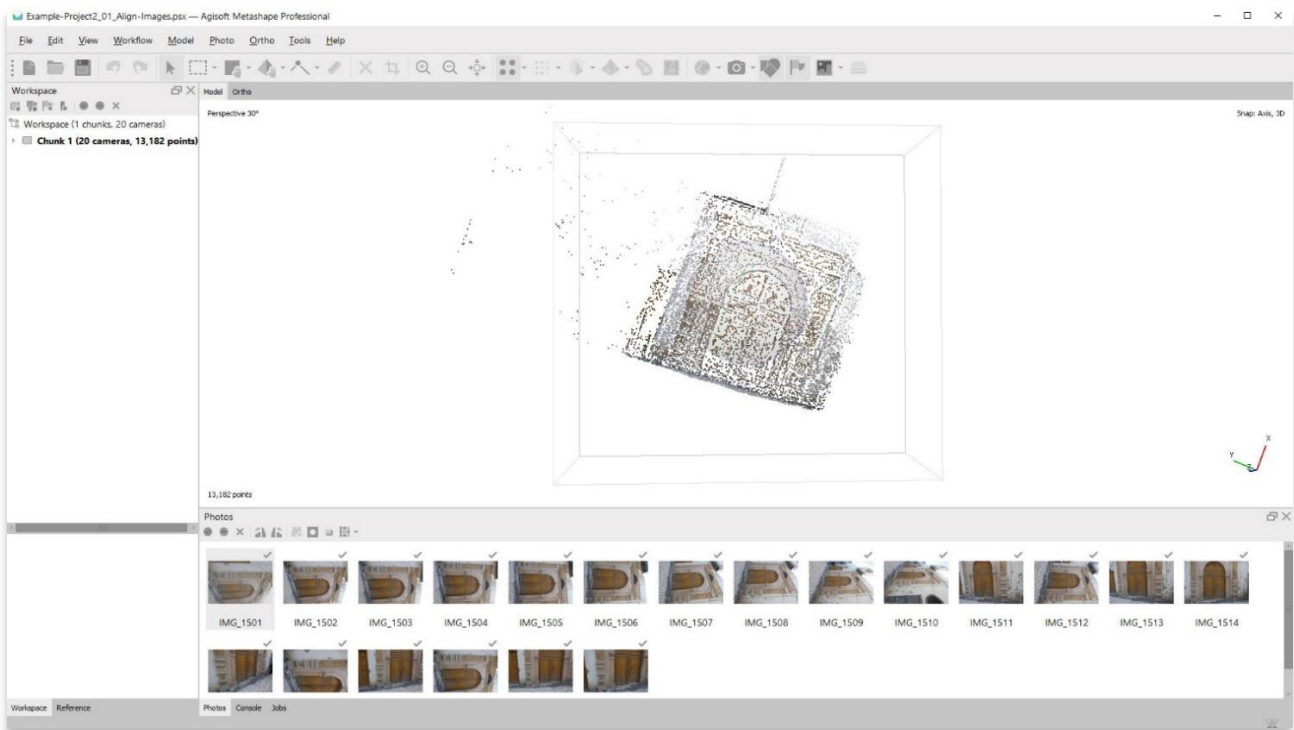 Example-Project2_01_Align-Images.psx — Agisoft Metashape Professional
File Edit View Workflow Model Photo Ortho Tools Help
Workspace
Workspace (1 chunks, 20 cameras)
Chunk 1 (20 cameras, 13,182 points)
Model Ortho
Perspective 30°
Snap: Axis, 3D
X
Y
13,182 points
Photos
IMG_1501 IMG_1502 IMG_1503 IMG_1504 IMG_1505 IMG_1506 IMG_1507 IMG_1508 IMG_1509 IMG_1510 IMG_1511 IMG_1512 IMG_1513 IMG_1514
Workspace Reference
Photos Console Jobs